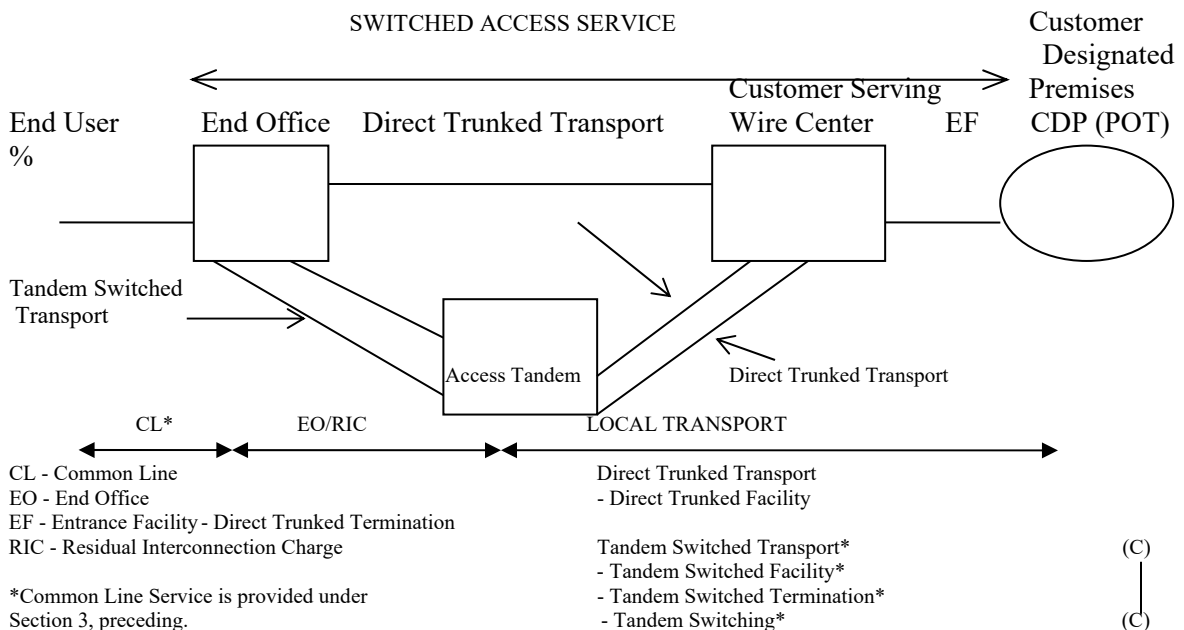 SWITCHED ACCESS SERVICE
Customer
Designated
Premises
CDP (POT)
End User
%
End Office
Direct Trunked Transport
Customer Serving
Wire Center
EF
Tandem Switched
Transport
Access Tandem
Direct Trunked Transport
CL*
EO/RIC
LOCAL TRANSPORT
CL - Common Line
EO - End Office
EF - Entrance Facility - Direct Trunked Termination
RIC - Residual Interconnection Charge
*Common Line Service is provided under
Section 3, preceding.
Direct Trunked Transport
- Direct Trunked Facility
Tandem Switched Transport* (C)
- Tandem Switched Facility*
- Tandem Switched Termination*
- Tandem Switching* (C)